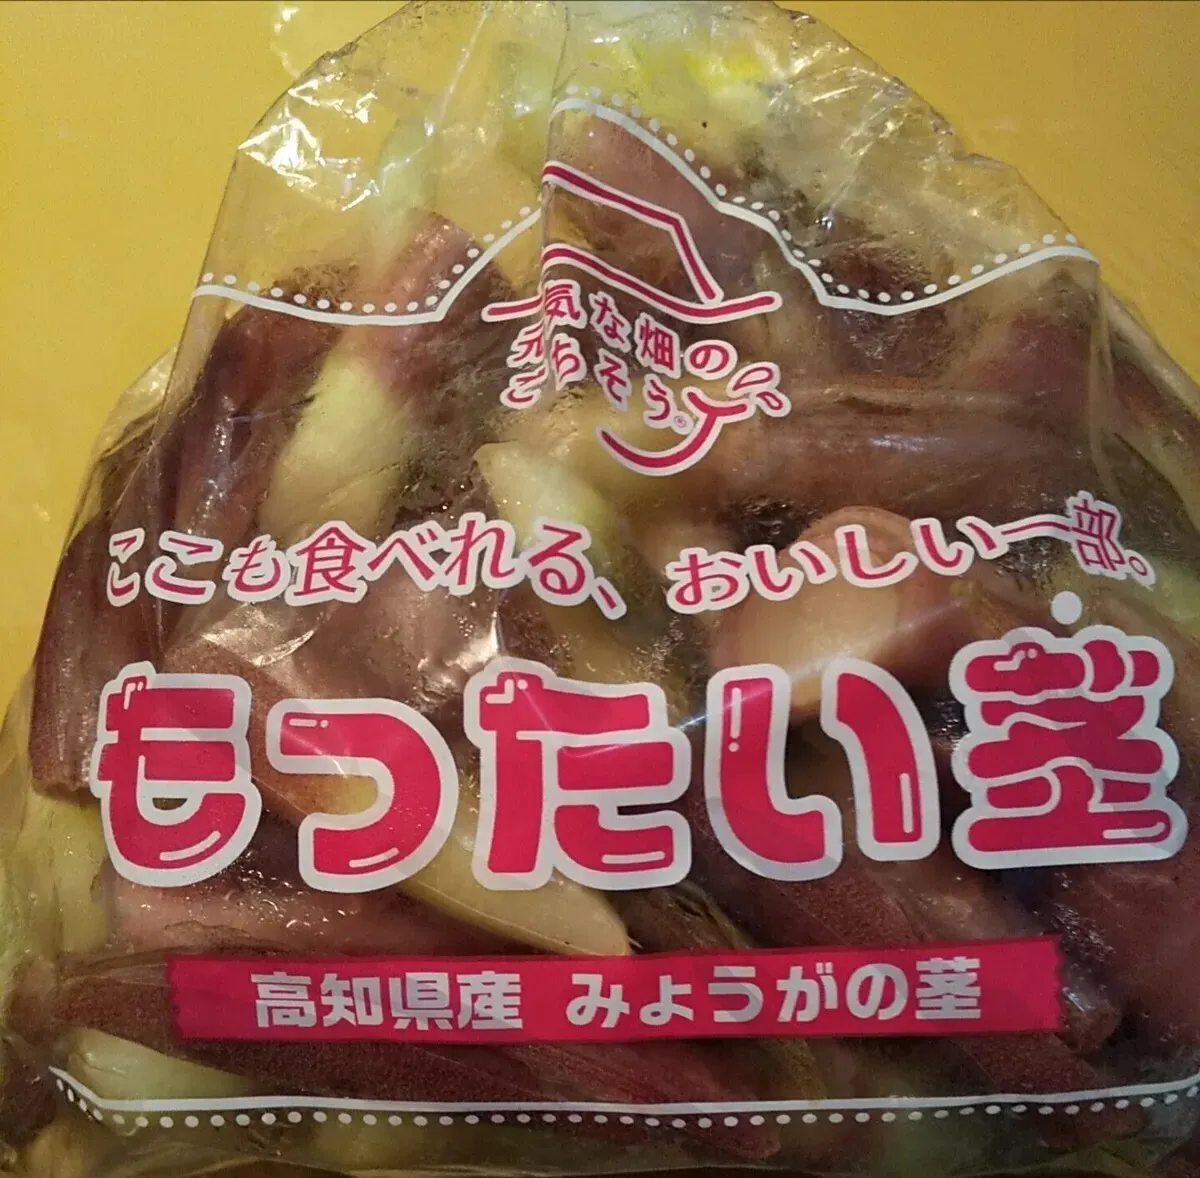 元気な畑の
ごちそう®
ここも食べれる、おいしい一部。
もったい茎
高知県産 みょうがの茎